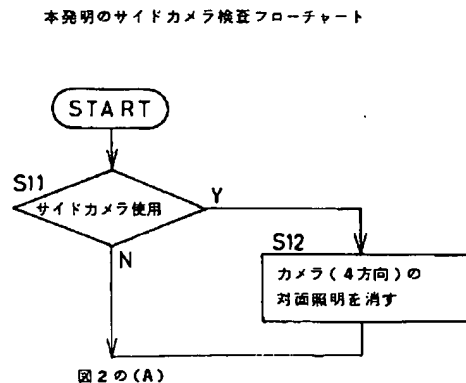 本発明のサイドカメラ検査フローチャート
START
S11
サイドカメラ使用
Y
N
S12
カメラ(4方向)の
対面照明を消す
図2の(A)